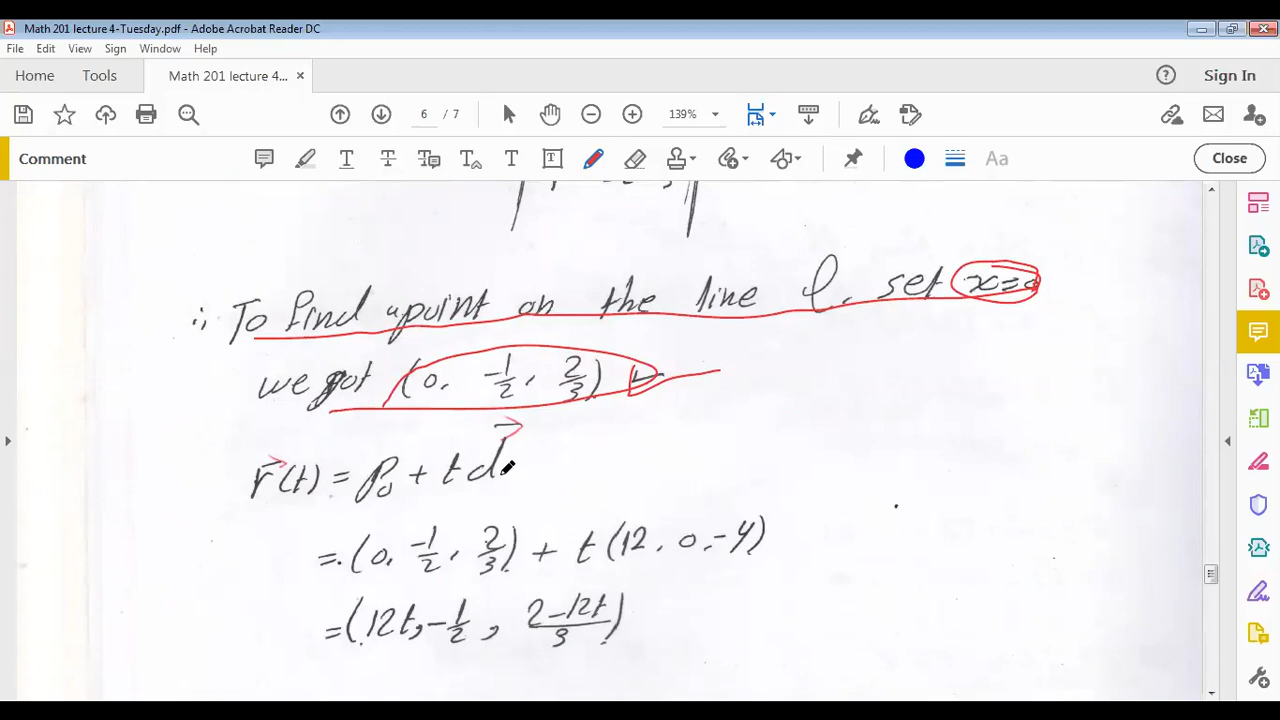 Math 201 lecture 4-Tuesday.pdf - Adobe Acrobat Reader DC
File Edit View Sign Window Help
Home Tools Math 201 lecture 4... × Sign In
6 / 7 139%
Comment Close
∴ To find a point on the line l, set x=0
we got (0, -1/2, 2/3)
r(t) = p₀ + t d
= (0, -1/2, 2/3) + t(12, 0, -4)
= (12t, -1/2, (2-12t)/3)